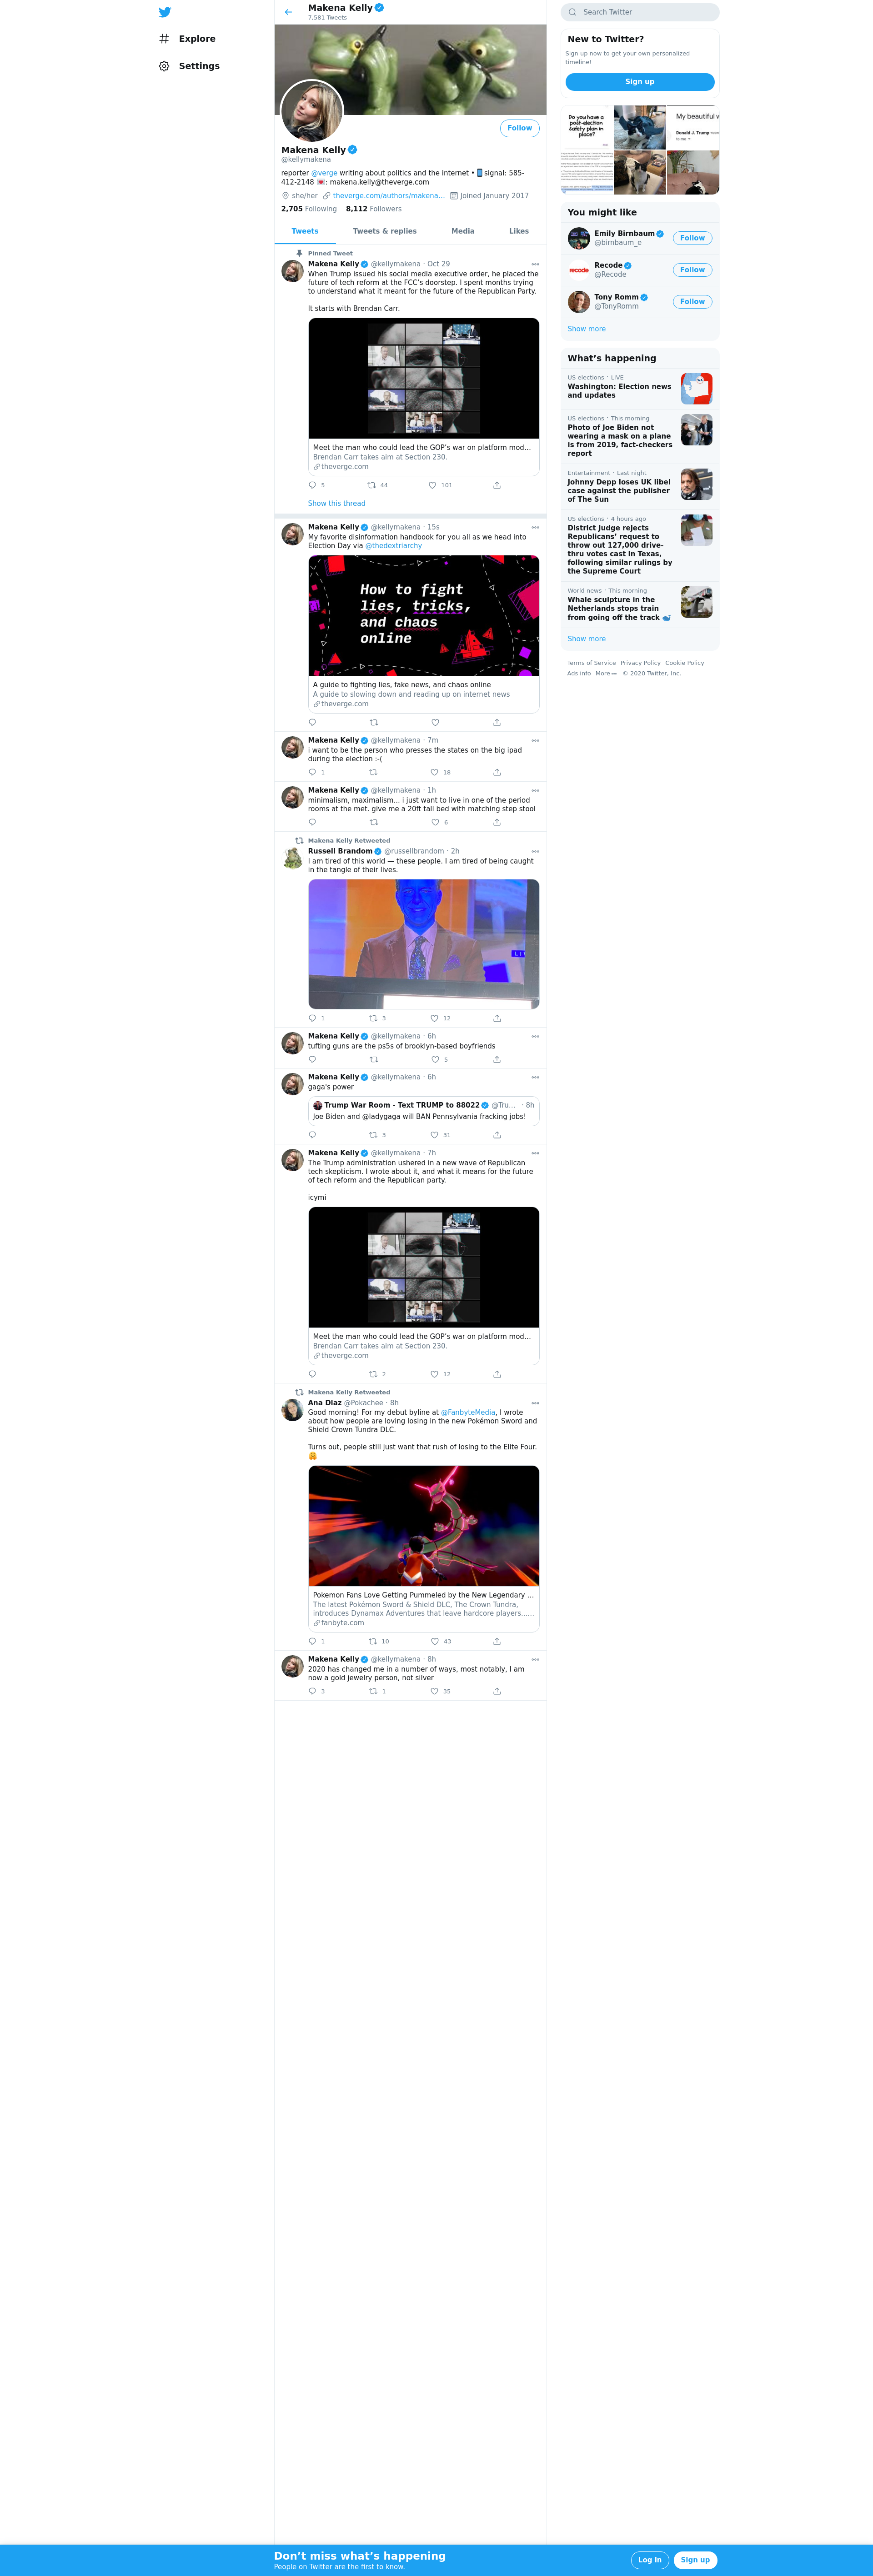 Explore
Settings
Makena Kelly
7,581 Tweets
Follow
Makena Kelly
@kellymakena
reporter @verge writing about politics and the internet • 📱signal: 585-
412-2148 💌: makena.kelly@theverge.com
she/her theverge.com/authors/makena… Joined January 2017
2,705 Following 8,112 Followers
Tweets Tweets & replies Media Likes
Pinned Tweet
Makena Kelly @kellymakena · Oct 29
When Trump issued his social media executive order, he placed the
future of tech reform at the FCC’s doorstep. I spent months trying
to understand what it meant for the future of the Republican Party.
It starts with Brendan Carr.
Meet the man who could lead the GOP’s war on platform mod…
Brendan Carr takes aim at Section 230.
theverge.com
5 44 101
Show this thread
Makena Kelly @kellymakena · 15s
My favorite disinformation handbook for you all as we head into
Election Day via @thedextriarchy
How to fight
lies, tricks,
and chaos
online
A guide to fighting lies, fake news, and chaos online
A guide to slowing down and reading up on internet news
theverge.com
Makena Kelly @kellymakena · 7m
i want to be the person who presses the states on the big ipad
during the election :-(
1 18
Makena Kelly @kellymakena · 1h
minimalism, maximalism... i just want to live in one of the period
rooms at the met. give me a 20ft tall bed with matching step stool
6
Makena Kelly Retweeted
Russell Brandom @russellbrandom · 2h
I am tired of this world — these people. I am tired of being caught
in the tangle of their lives.
1 3 12
Makena Kelly @kellymakena · 6h
tufting guns are the ps5s of brooklyn-based boyfriends
5
Makena Kelly @kellymakena · 6h
gaga’s power
Trump War Room - Text TRUMP to 88022 @Tru… · 8h
Joe Biden and @ladygaga will BAN Pennsylvania fracking jobs!
3 31
Makena Kelly @kellymakena · 7h
The Trump administration ushered in a new wave of Republican
tech skepticism. I wrote about it, and what it means for the future
of tech reform and the Republican party.
icymi
Meet the man who could lead the GOP’s war on platform mod…
Brendan Carr takes aim at Section 230.
theverge.com
2 12
Makena Kelly Retweeted
Ana Diaz @Pokachee · 8h
Good morning! For my debut byline at @FanbyteMedia, I wrote
about how people are loving losing in the new Pokémon Sword and
Shield Crown Tundra DLC.
Turns out, people still just want that rush of losing to the Elite Four.
🤗
Pokemon Fans Love Getting Pummeled by the New Legendary …
The latest Pokémon Sword & Shield DLC, The Crown Tundra,
introduces Dynamax Adventures that leave hardcore players……
fanbyte.com
1 10 43
Makena Kelly @kellymakena · 8h
2020 has changed me in a number of ways, most notably, I am
now a gold jewelry person, not silver
3 1 35
Search Twitter
New to Twitter?
Sign up now to get your own personalized
timeline!
Sign up
Do you have a
post-election
safety plan in
place?
My beautiful w
Donald J. Trump
You might like
Emily Birnbaum
@birnbaum_e
Follow
Recode
@Recode
Follow
recode
Tony Romm
@TonyRomm
Follow
Show more
What’s happening
US elections · LIVE
Washington: Election news
and updates
US elections · This morning
Photo of Joe Biden not
wearing a mask on a plane
is from 2019, fact-checkers
report
Entertainment · Last night
Johnny Depp loses UK libel
case against the publisher
of The Sun
US elections · 4 hours ago
District Judge rejects
Republicans’ request to
throw out 127,000 drive-
thru votes cast in Texas,
following similar rulings by
the Supreme Court
World news · This morning
Whale sculpture in the
Netherlands stops train
from going off the track 🐋
Show more
Terms of Service Privacy Policy Cookie Policy
Ads info More © 2020 Twitter, Inc.
Don’t miss what’s happening
People on Twitter are the first to know.
Log in
Sign up